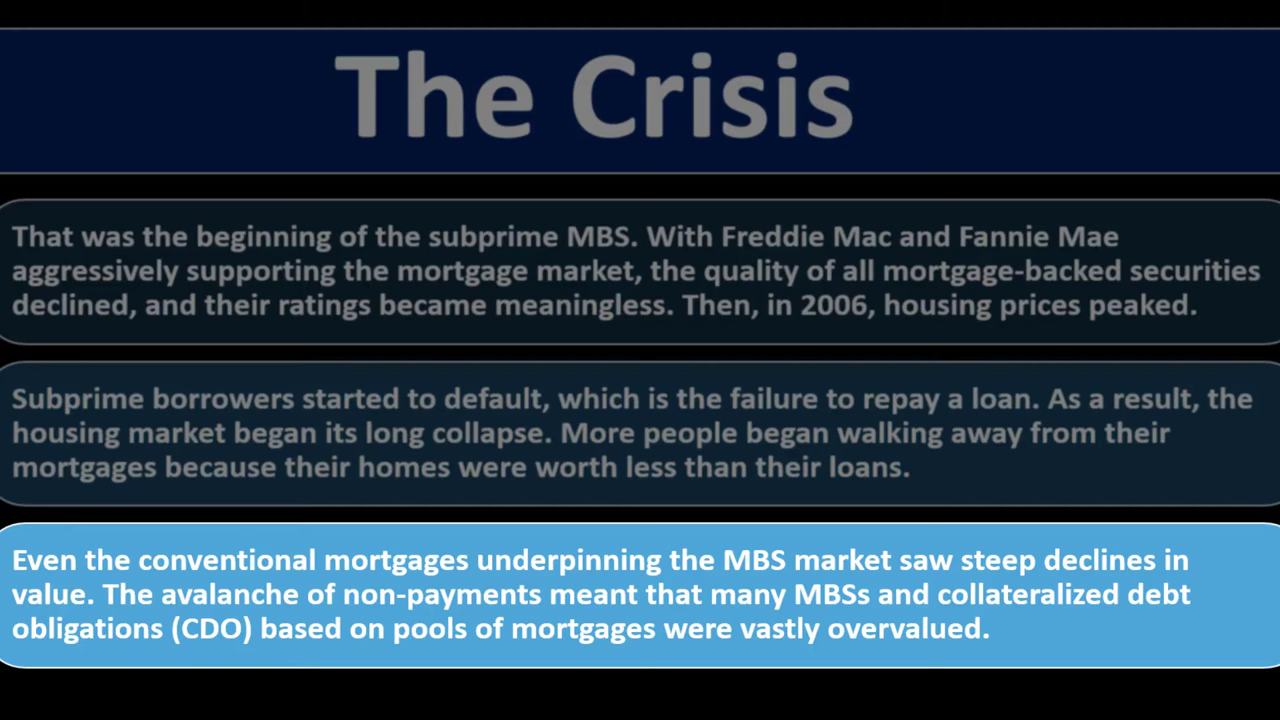 The Crisis
That was the beginning of the subprime MBS. With Freddie Mac and Fannie Mae
aggressively supporting the mortgage market, the quality of all mortgage-backed securities
declined, and their ratings became meaningless. Then, in 2006, housing prices peaked.
Subprime borrowers started to default, which is the failure to repay a loan. As a result, the
housing market began its long collapse. More people began walking away from their
mortgages because their homes were worth less than their loans.
Even the conventional mortgages underpinning the MBS market saw steep declines in
value. The avalanche of non-payments meant that many MBSs and collateralized debt
obligations (CDO) based on pools of mortgages were vastly overvalued.